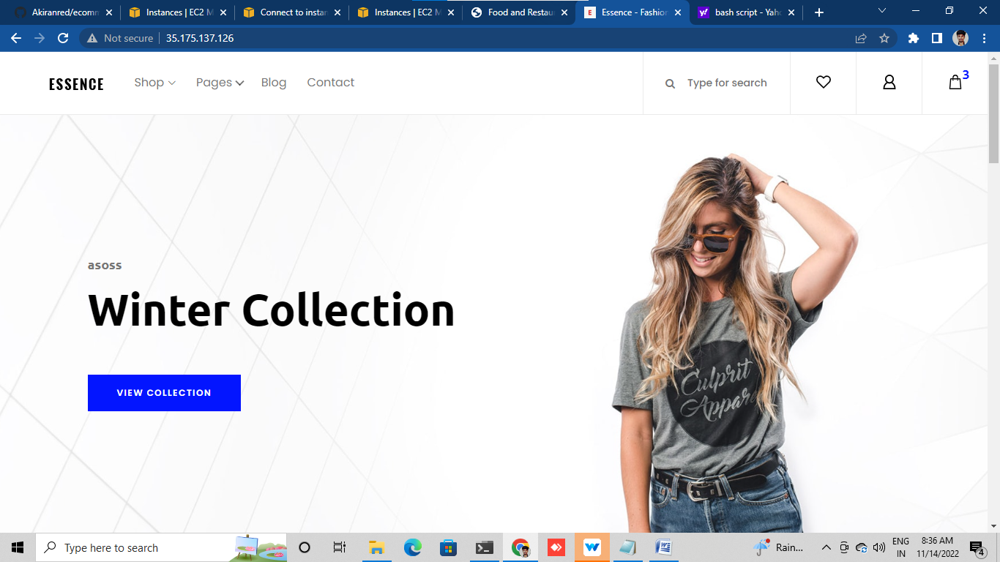 Akiranred/ecomm
Instances | EC2 M
Connect to instan
Instances | EC2 M
Food and Restau
Essence - Fashion
bash script - Yaho
Not secure
35.175.137.126
ESSENCE
Shop
Pages
Blog
Contact
Type for search
3
asoss
Winter Collection
VIEW COLLECTION
Culprit
Appare
Type here to search
Rain...
ENG
IN
8:36 AM
11/14/2022
4